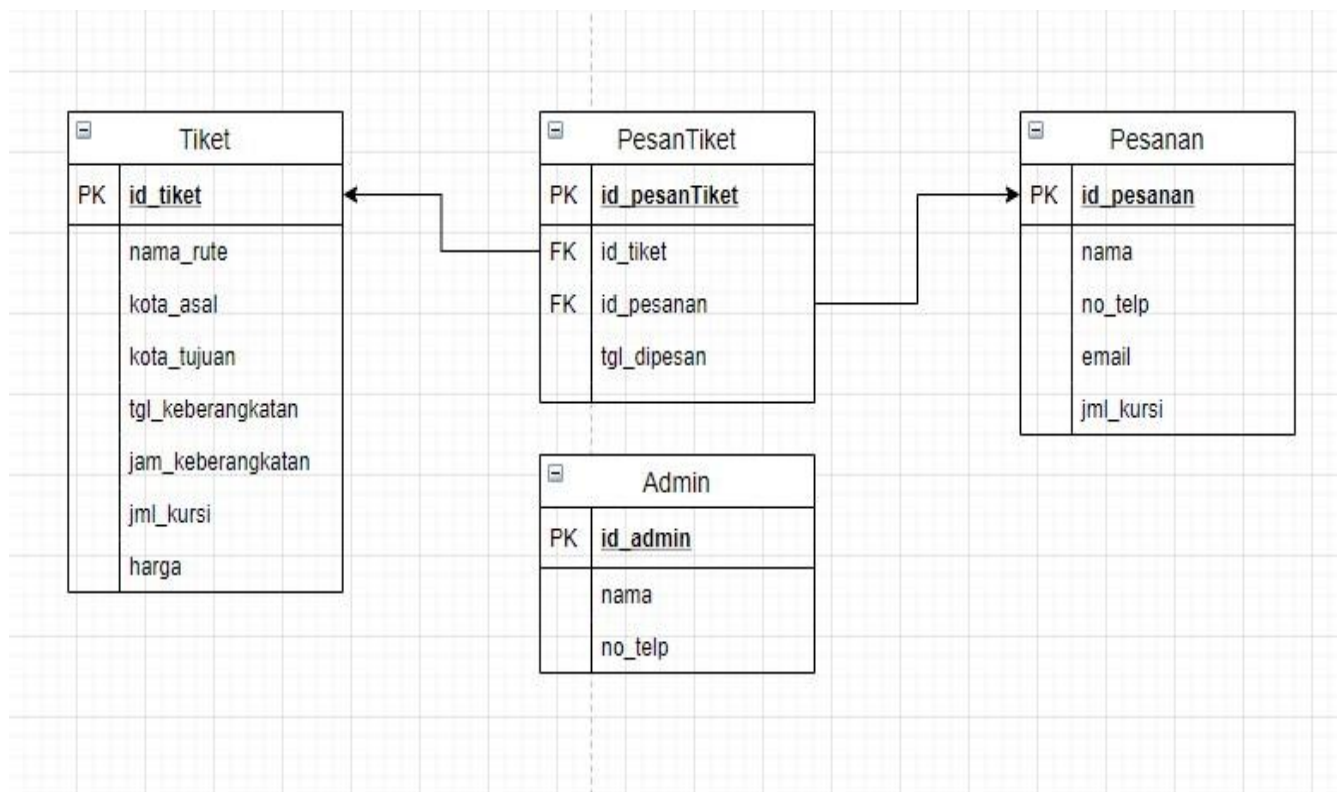 Tiket
PK id_tiket
nama_rute
kota_asal
kota_tujuan
tgl_keberangkatan
jam_keberangkatan
jml_kursi
harga
PesanTiket
PK id_pesanTiket
FK id_tiket
FK id_pesanan
tgl_dipesan
Admin
PK id_admin
nama
no_telp
Pesanan
PK id_pesanan
nama
no_telp
email
jml_kursi